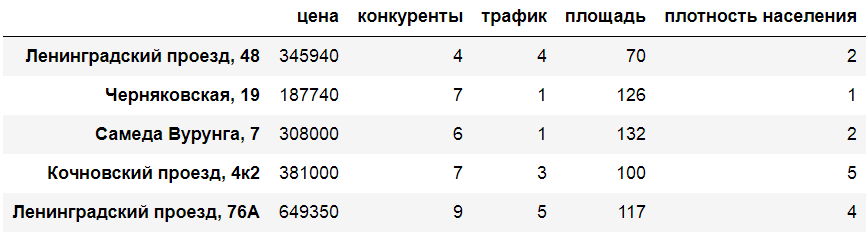 цена конкуренты трафик площадь плотность населения
Ленинградский проезд, 48 345940 4 4 70 2
Черняковская, 19 187740 7 1 126 1
Самеда Вурунга, 7 308000 6 1 132 2
Кочновский проезд, 4к2 381000 7 3 100 5
Ленинградский проезд, 76А 649350 9 5 117 4